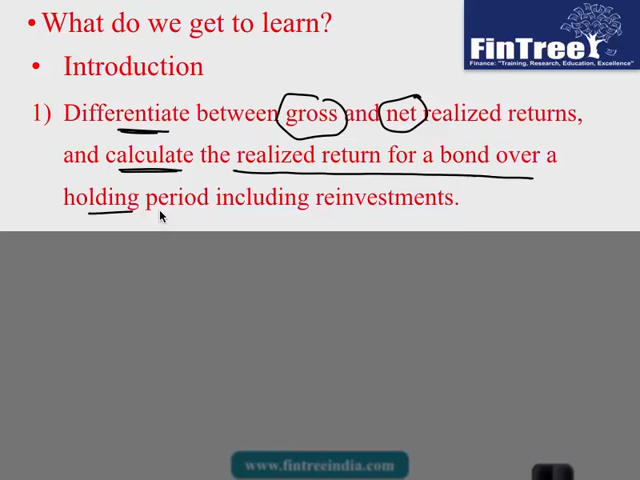 • What do we get to learn?
FinTree
Finance: "Training, Research, Education, Excellence"
• Introduction
1) Differentiate between gross and net realized returns,
and calculate the realized return for a bond over a
holding period including reinvestments.
www.fintreeindia.com